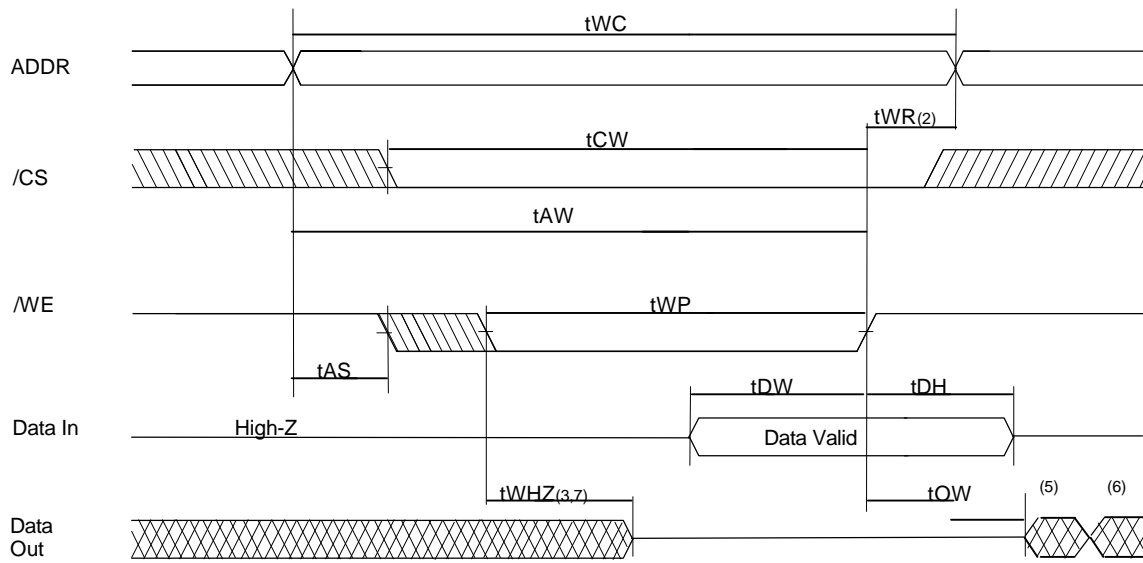 tWC
ADDR
tWR(2)
tCW
/CS
tAW
/WE
tWP
tAS
tDW
tDH
Data In
High-Z
Data Valid
tWHZ(3,7)
tOW
(5)
(6)
Data
Out